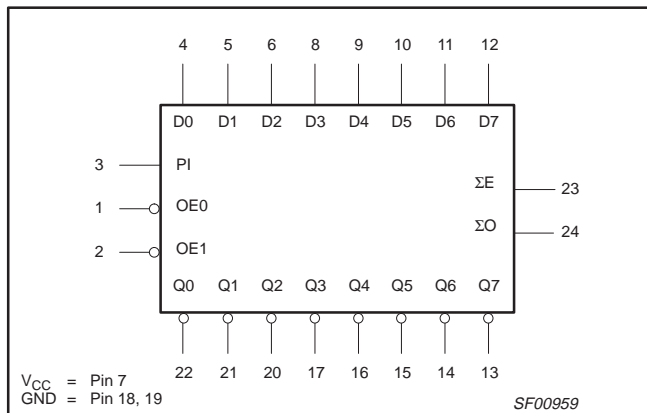 4 5 6 8 9 10 11 12
D0 D1 D2 D3 D4 D5 D6 D7
3 PI
ΣE 23
1 OE0
ΣO 24
2 OE1
Q0 Q1 Q2 Q3 Q4 Q5 Q6 Q7
22 21 20 17 16 15 14 13
VCC = Pin 7
GND = Pin 18, 19
SF00959